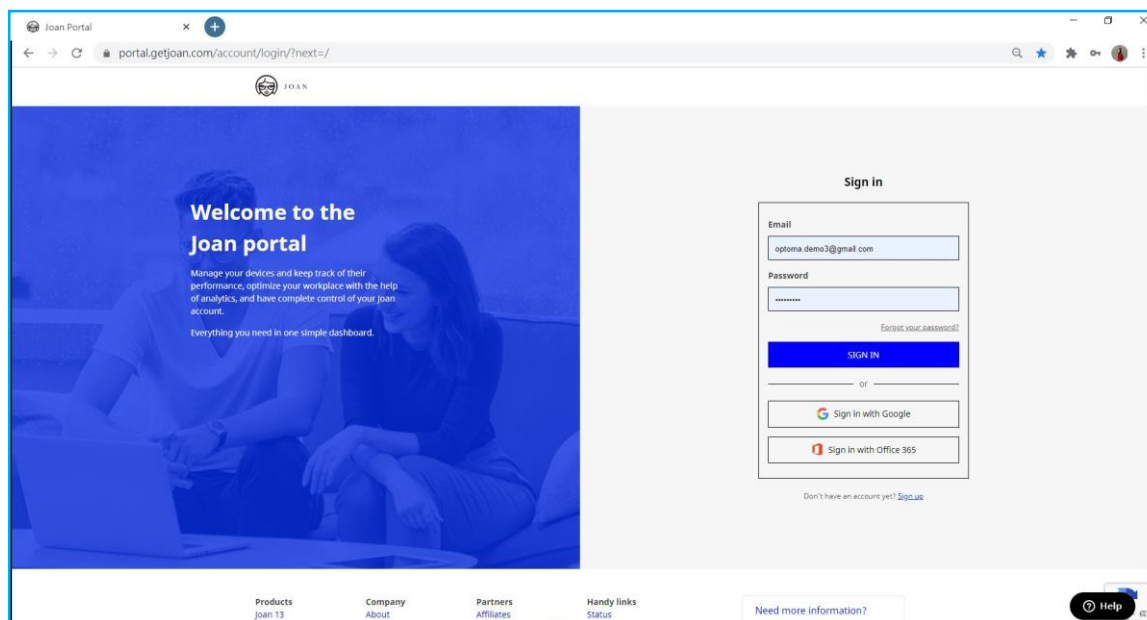 Joan Portal
portal.getjoan.com/account/login/?next=/
JOAN
Welcome to the
Joan portal
Manage your devices and keep track of their
performance, optimize your workplace with the help
of analytics, and have complete control of your Joan
account.
Everything you need in one simple dashboard.
Sign in
Email
optoma.demo3@gmail.com
Password
Forgot your password?
SIGN IN
or
Sign in with Google
Sign in with Office 365
Don't have an account yet? Sign up
Products
Joan 13
Company
About
Partners
Affiliates
Handy links
Status
Need more information?
Help